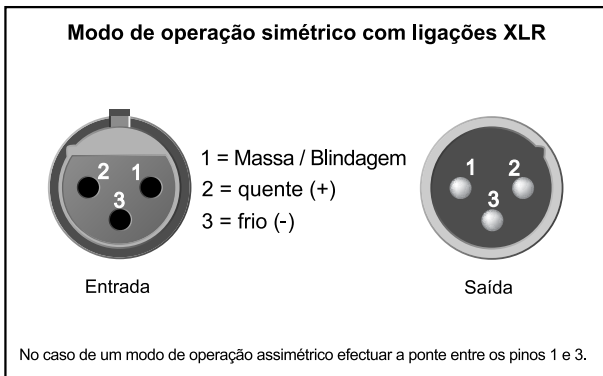 Modo de operação simétrico com ligações XLR
2 1
3
1 = Massa / Blindagem
2 = quente (+)
3 = frio (-)
1 2
3
Entrada
Saída
No caso de um modo de operação assimétrico efectuar a ponte entre os pinos 1 e 3.